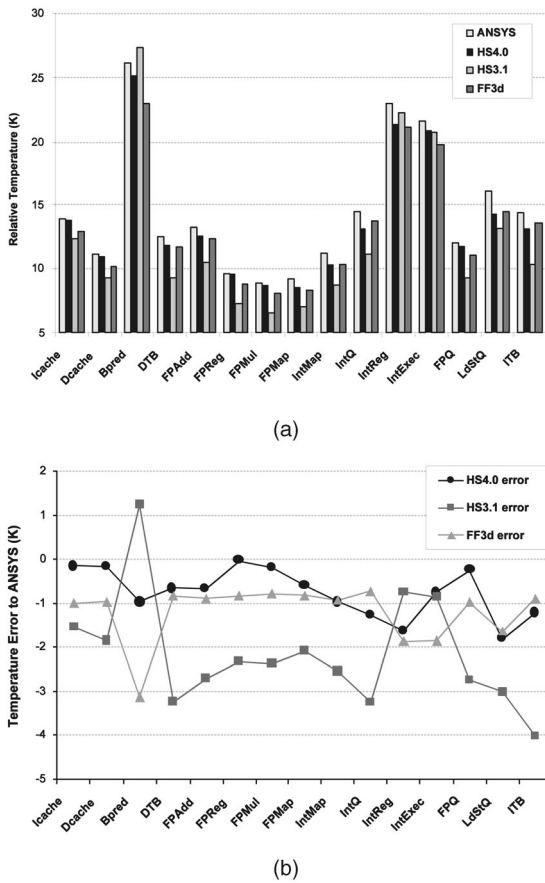 30
25
20
15
10
5
Relative Temperature (K)
ANSYS
HS4.0
HS3.1
FF3d
Icache
Dcache
Bpred
DTB
FPAdd
FPReg
FPMul
FPMap
IntMap
IntQ
IntReg
IntExec
FPQ
LdStQ
ITB
(a)
2
1
0
-1
-2
-3
-4
-5
Temperature Error to ANSYS (K)
HS4.0 error
HS3.1 error
FF3d error
Icache
Dcache
Bpred
DTB
FPAdd
FPReg
FPMul
FPMap
IntMap
IntQ
IntReg
IntExec
FPQ
LdStQ
ITB
(b)